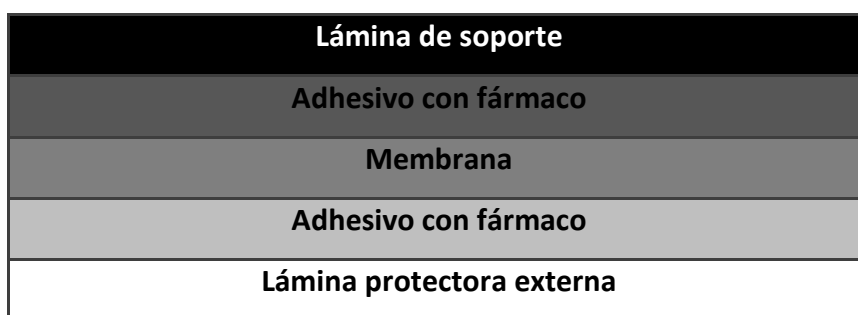 Lámina de soporte
Adhesivo con fármaco
Membrana
Adhesivo con fármaco
Lámina protectora externa